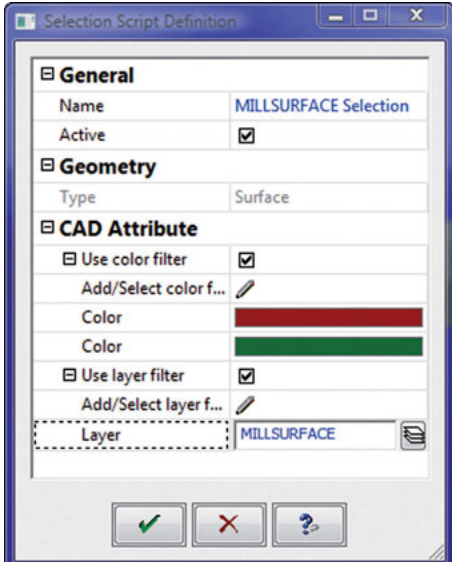 Selection Script Definition
General
Name MILLSURFACE Selection
Active
Geometry
Type Surface
CAD Attribute
Use color filter
Add/Select color f...
Color
Color
Use layer filter
Add/Select layer f...
Layer MILLSURFACE